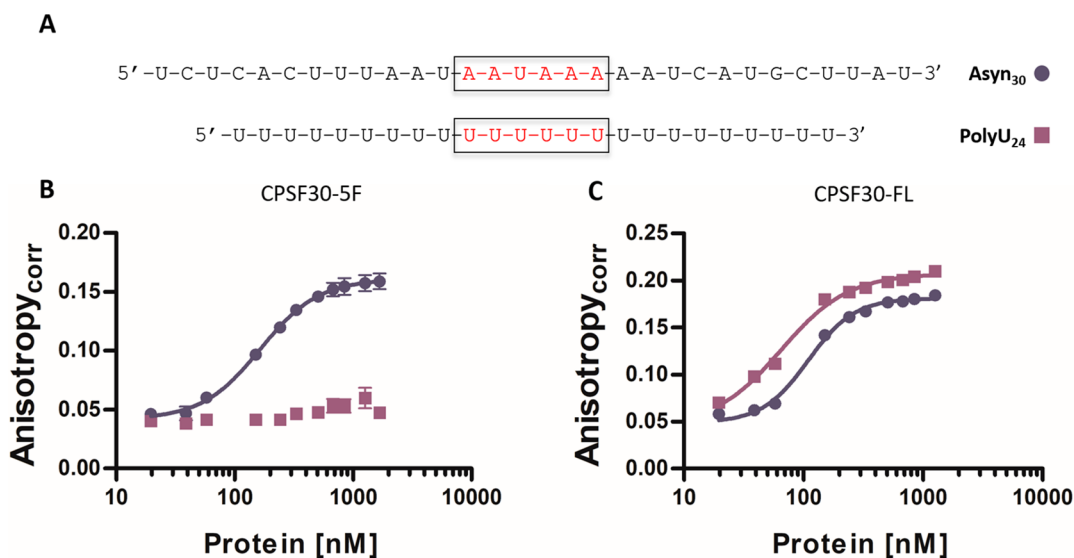 A
5’-U-C-U-C-A-C-U-U-U-A-A-U-A-A-U-A-A-A-A-A-U-C-A-U-G-C-U-U-A-U-3’ Asyn30
5’-U-U-U-U-U-U-U-U-U-U-U-U-U-U-U-U-U-U-U-U-U-U-U-U-3’ PolyU24
B
CPSF30-5F
Anisotropycorr
0.20
0.15
0.10
0.05
0.00
10 100 1000 10000
Protein [nM]
C
CPSF30-FL
Anisotropycorr
0.25
0.20
0.15
0.10
0.05
0.00
10 100 1000 10000
Protein [nM]